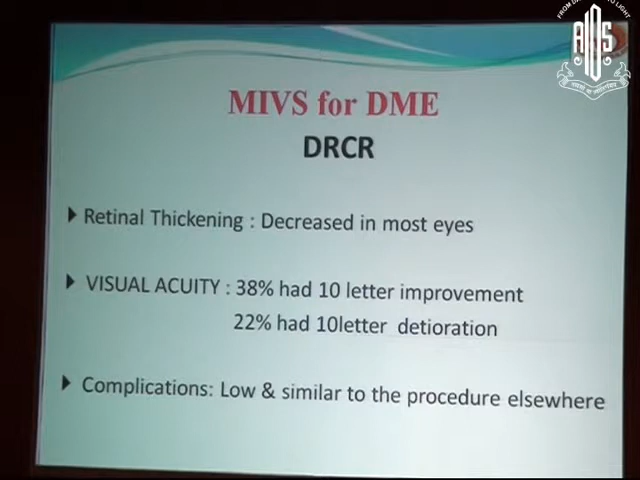 MIVS for DME
DRCR
Retinal Thickening : Decreased in most eyes
VISUAL ACUITY : 38% had 10 letter improvement
22% had 10letter detioration
Complications: Low & similar to the procedure elsewhere